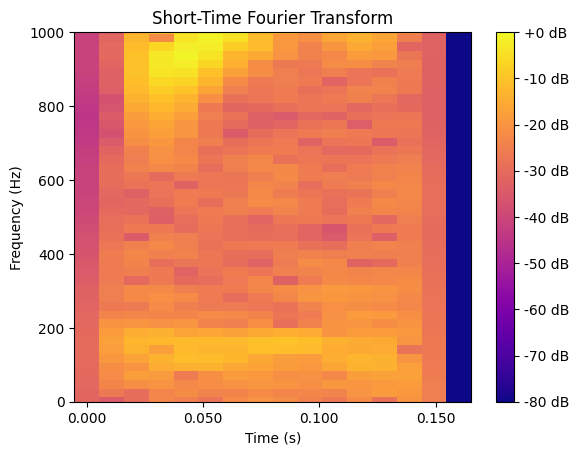 Short-Time Fourier Transform
Frequency (Hz)
1000
800
600
400
200
0
0.000
0.050
0.100
0.150
Time (s)
+0 dB
-10 dB
-20 dB
-30 dB
-40 dB
-50 dB
-60 dB
-70 dB
-80 dB